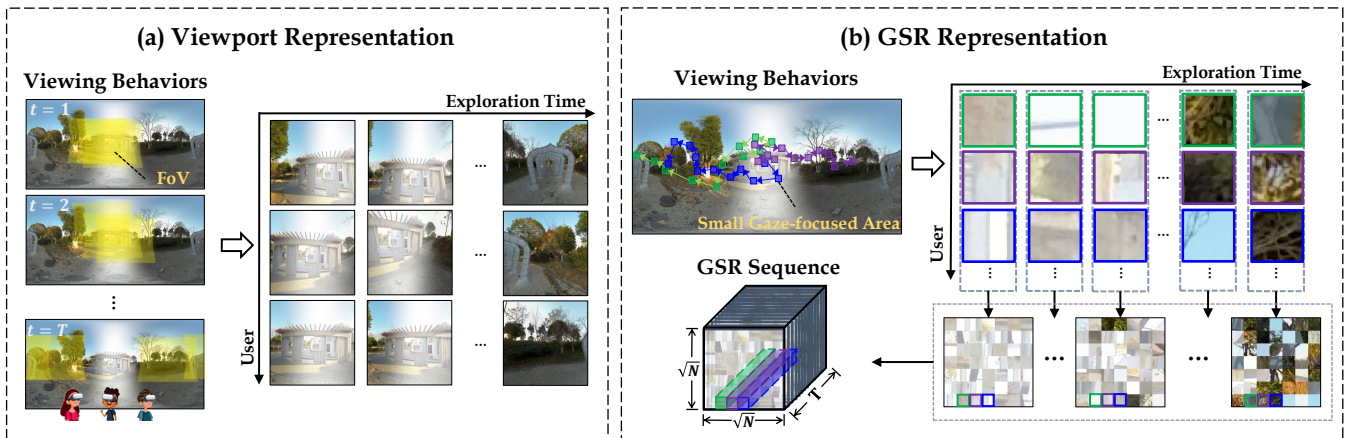 (a) Viewport Representation
Viewing Behaviors
t = 1
FoV
t = 2
⋮
t = T
Exploration Time
...
...
...
User
(b) GSR Representation
Viewing Behaviors
Small Gaze-focused Area
Exploration Time
...
...
...
User
⋮ ⋮ ⋮ ⋮ ⋮
GSR Sequence
√N
√N
T
... ...